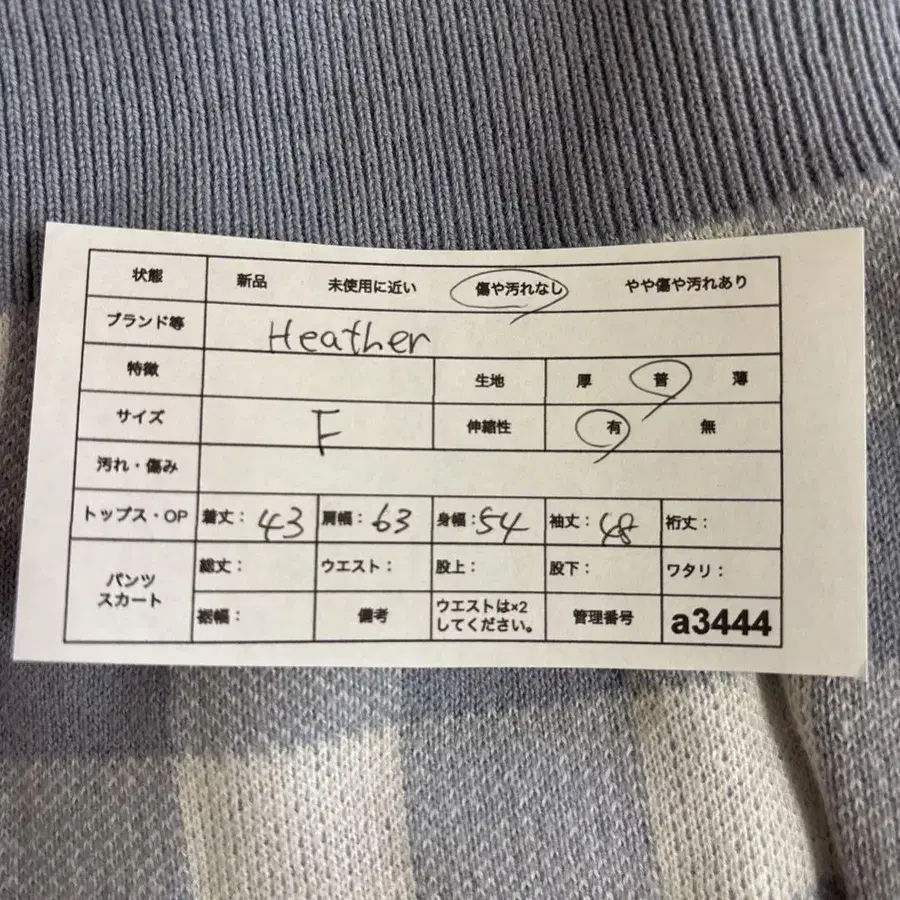 状態 新品 未使用に近い 傷や汚れなし やや傷や汚れあり
ブランド等 Heather
特徴 生地 厚 普 薄
サイズ F 伸縮性 有 無
汚れ・傷み
トップス・OP 着丈：43 肩幅：63 身幅：54 袖丈：48 裄丈：
パンツ スカート 総丈： ウエスト： 股上： 股下： ワタリ：
裾幅： 備考 ウエストは×2 してください。 管理番号 a3444